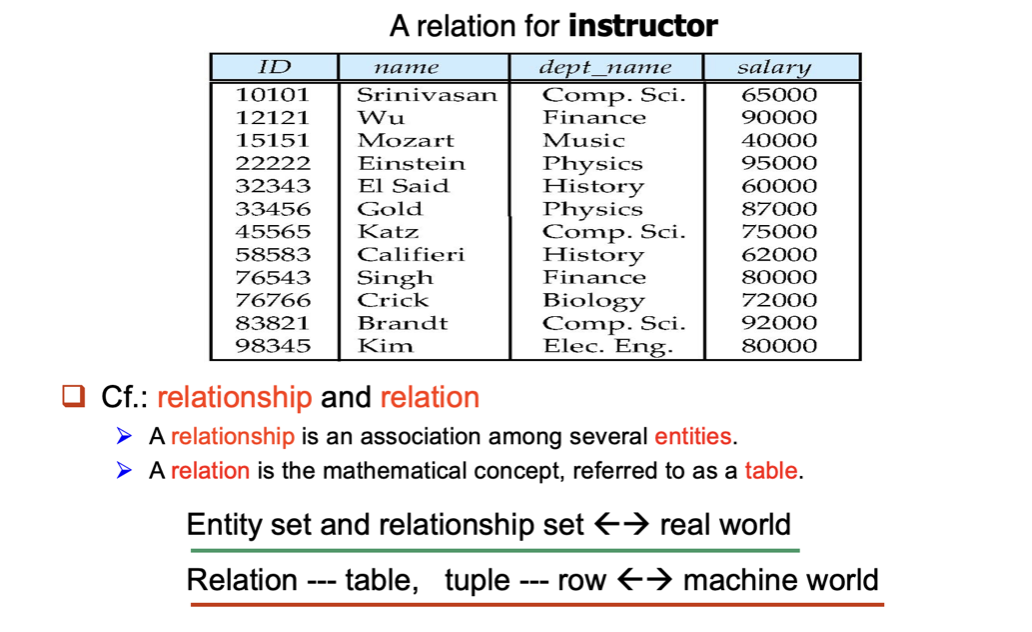 A relation for instructor
ID name dept_name salary
10101 Srinivasan Comp. Sci. 65000
12121 Wu Finance 90000
15151 Mozart Music 40000
22222 Einstein Physics 95000
32343 El Said History 60000
33456 Gold Physics 87000
45565 Katz Comp. Sci. 75000
58583 Califieri History 62000
76543 Singh Finance 80000
76766 Crick Biology 72000
83821 Brandt Comp. Sci. 92000
98345 Kim Elec. Eng. 80000
Cf.: relationship and relation
A relationship is an association among several entities.
A relation is the mathematical concept, referred to as a table.
Entity set and relationship set ←→ real world
Relation --- table, tuple --- row ←→ machine world